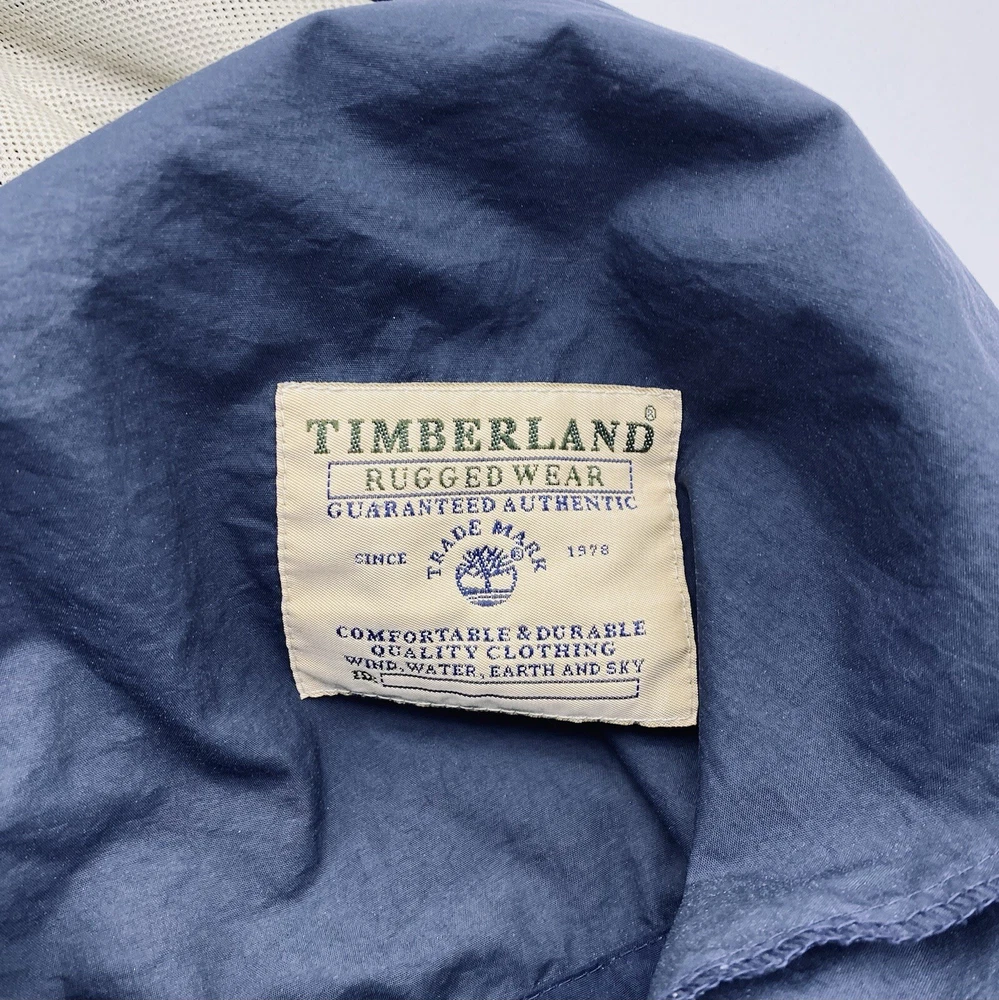 TIMBERLAND®
RUGGED WEAR
GUARANTEED AUTHENTIC
TRADE MARK
SINCE ® 1978
COMFORTABLE & DURABLE
QUALITY CLOTHING
WIND, WATER, EARTH AND SKY
ID: